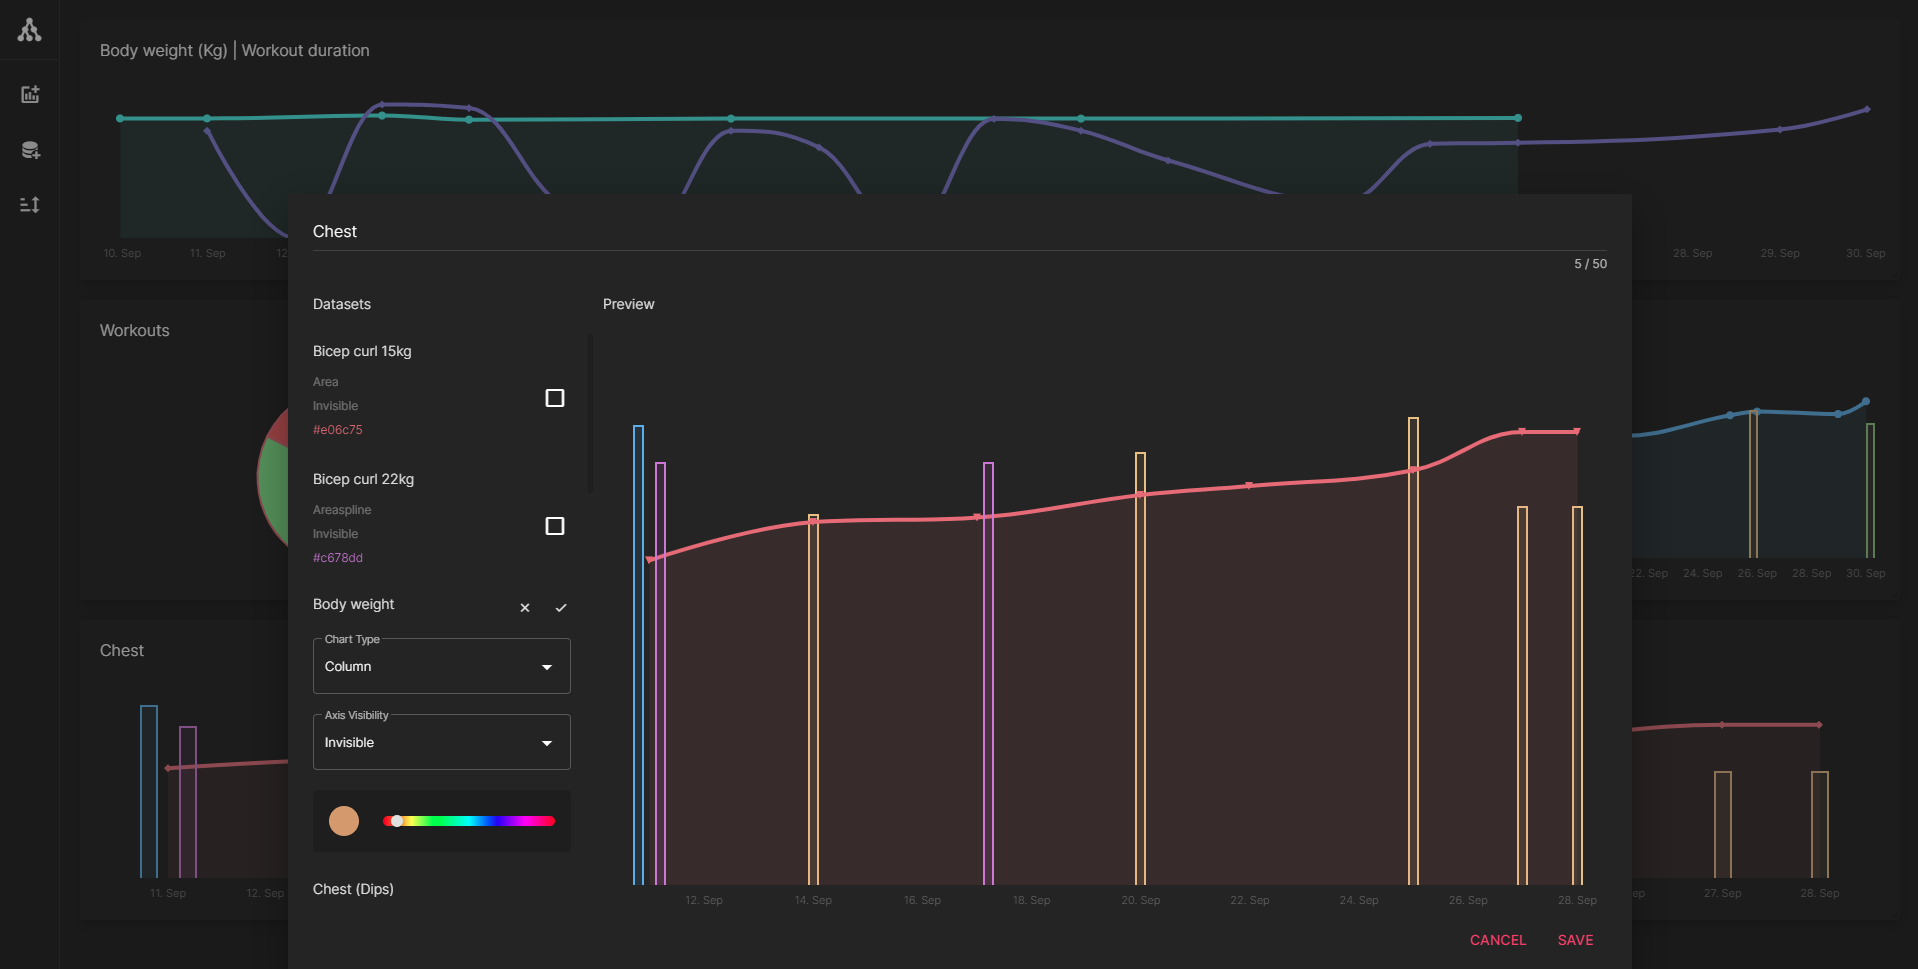 Body weight (Kg) | Workout duration
10. Sep
11. Sep
12
28. Sep
29. Sep
30. Sep
Chest
5 / 50
Datasets
Preview
Workouts
Bicep curl 15kg
Area
Invisible
#e06c75
Bicep curl 22kg
Areaspline
Invisible
#c678dd
Body weight
Chart Type
Column
Axis Visibility
Invisible
Chest (Dips)
12. Sep
14. Sep
16. Sep
18. Sep
20. Sep
22. Sep
24. Sep
26. Sep
28. Sep
CANCEL
SAVE
22. Sep
24. Sep
26. Sep
28. Sep
30. Sep
Chest
11. Sep
12. Sep
ep
27. Sep
28. Sep